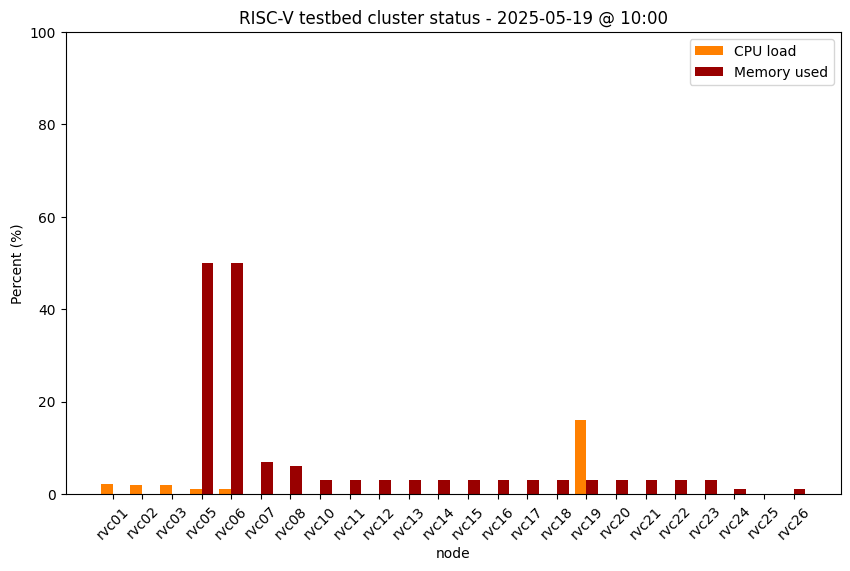 RISC-V testbed cluster status - 2025-05-19 @ 10:00
CPU load
Memory used
Percent (%)
100
80
60
40
20
0
rvc01 rvc02 rvc03 rvc05 rvc06 rvc07 rvc08 rvc10 rvc11 rvc12 rvc13 rvc14 rvc15 rvc16 rvc17 rvc18 rvc19 rvc20 rvc21 rvc22 rvc23 rvc24 rvc25 rvc26
node